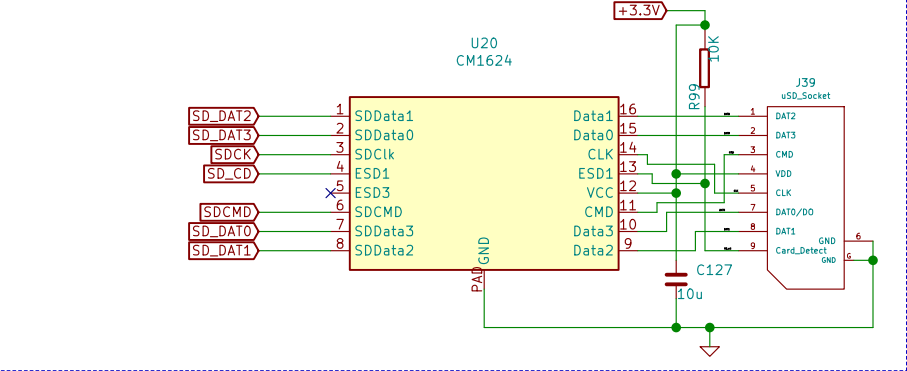 +3.3V
10K
R99
U20
CM1624
J39
uSD_Socket
SD_DAT2 1 SDData1 Data1 16 1 DAT2
SD_DAT3 2 SDData0 Data0 15 2 DAT3
SDCK 3 SDClk CLK 14 3 CMD
SD_CD 4 ESD1 ESD1 13 4 VDD
5 ESD3 VCC 12 5 CLK
SDCMD 6 SDCMD CMD 11 7 DAT0/DO
SD_DAT0 7 SDData3 Data3 10 8 DAT1
SD_DAT1 8 SDData2 Data2 9 9 Card_Detect
GND 6
GND G
GND
PAD
C127
10u